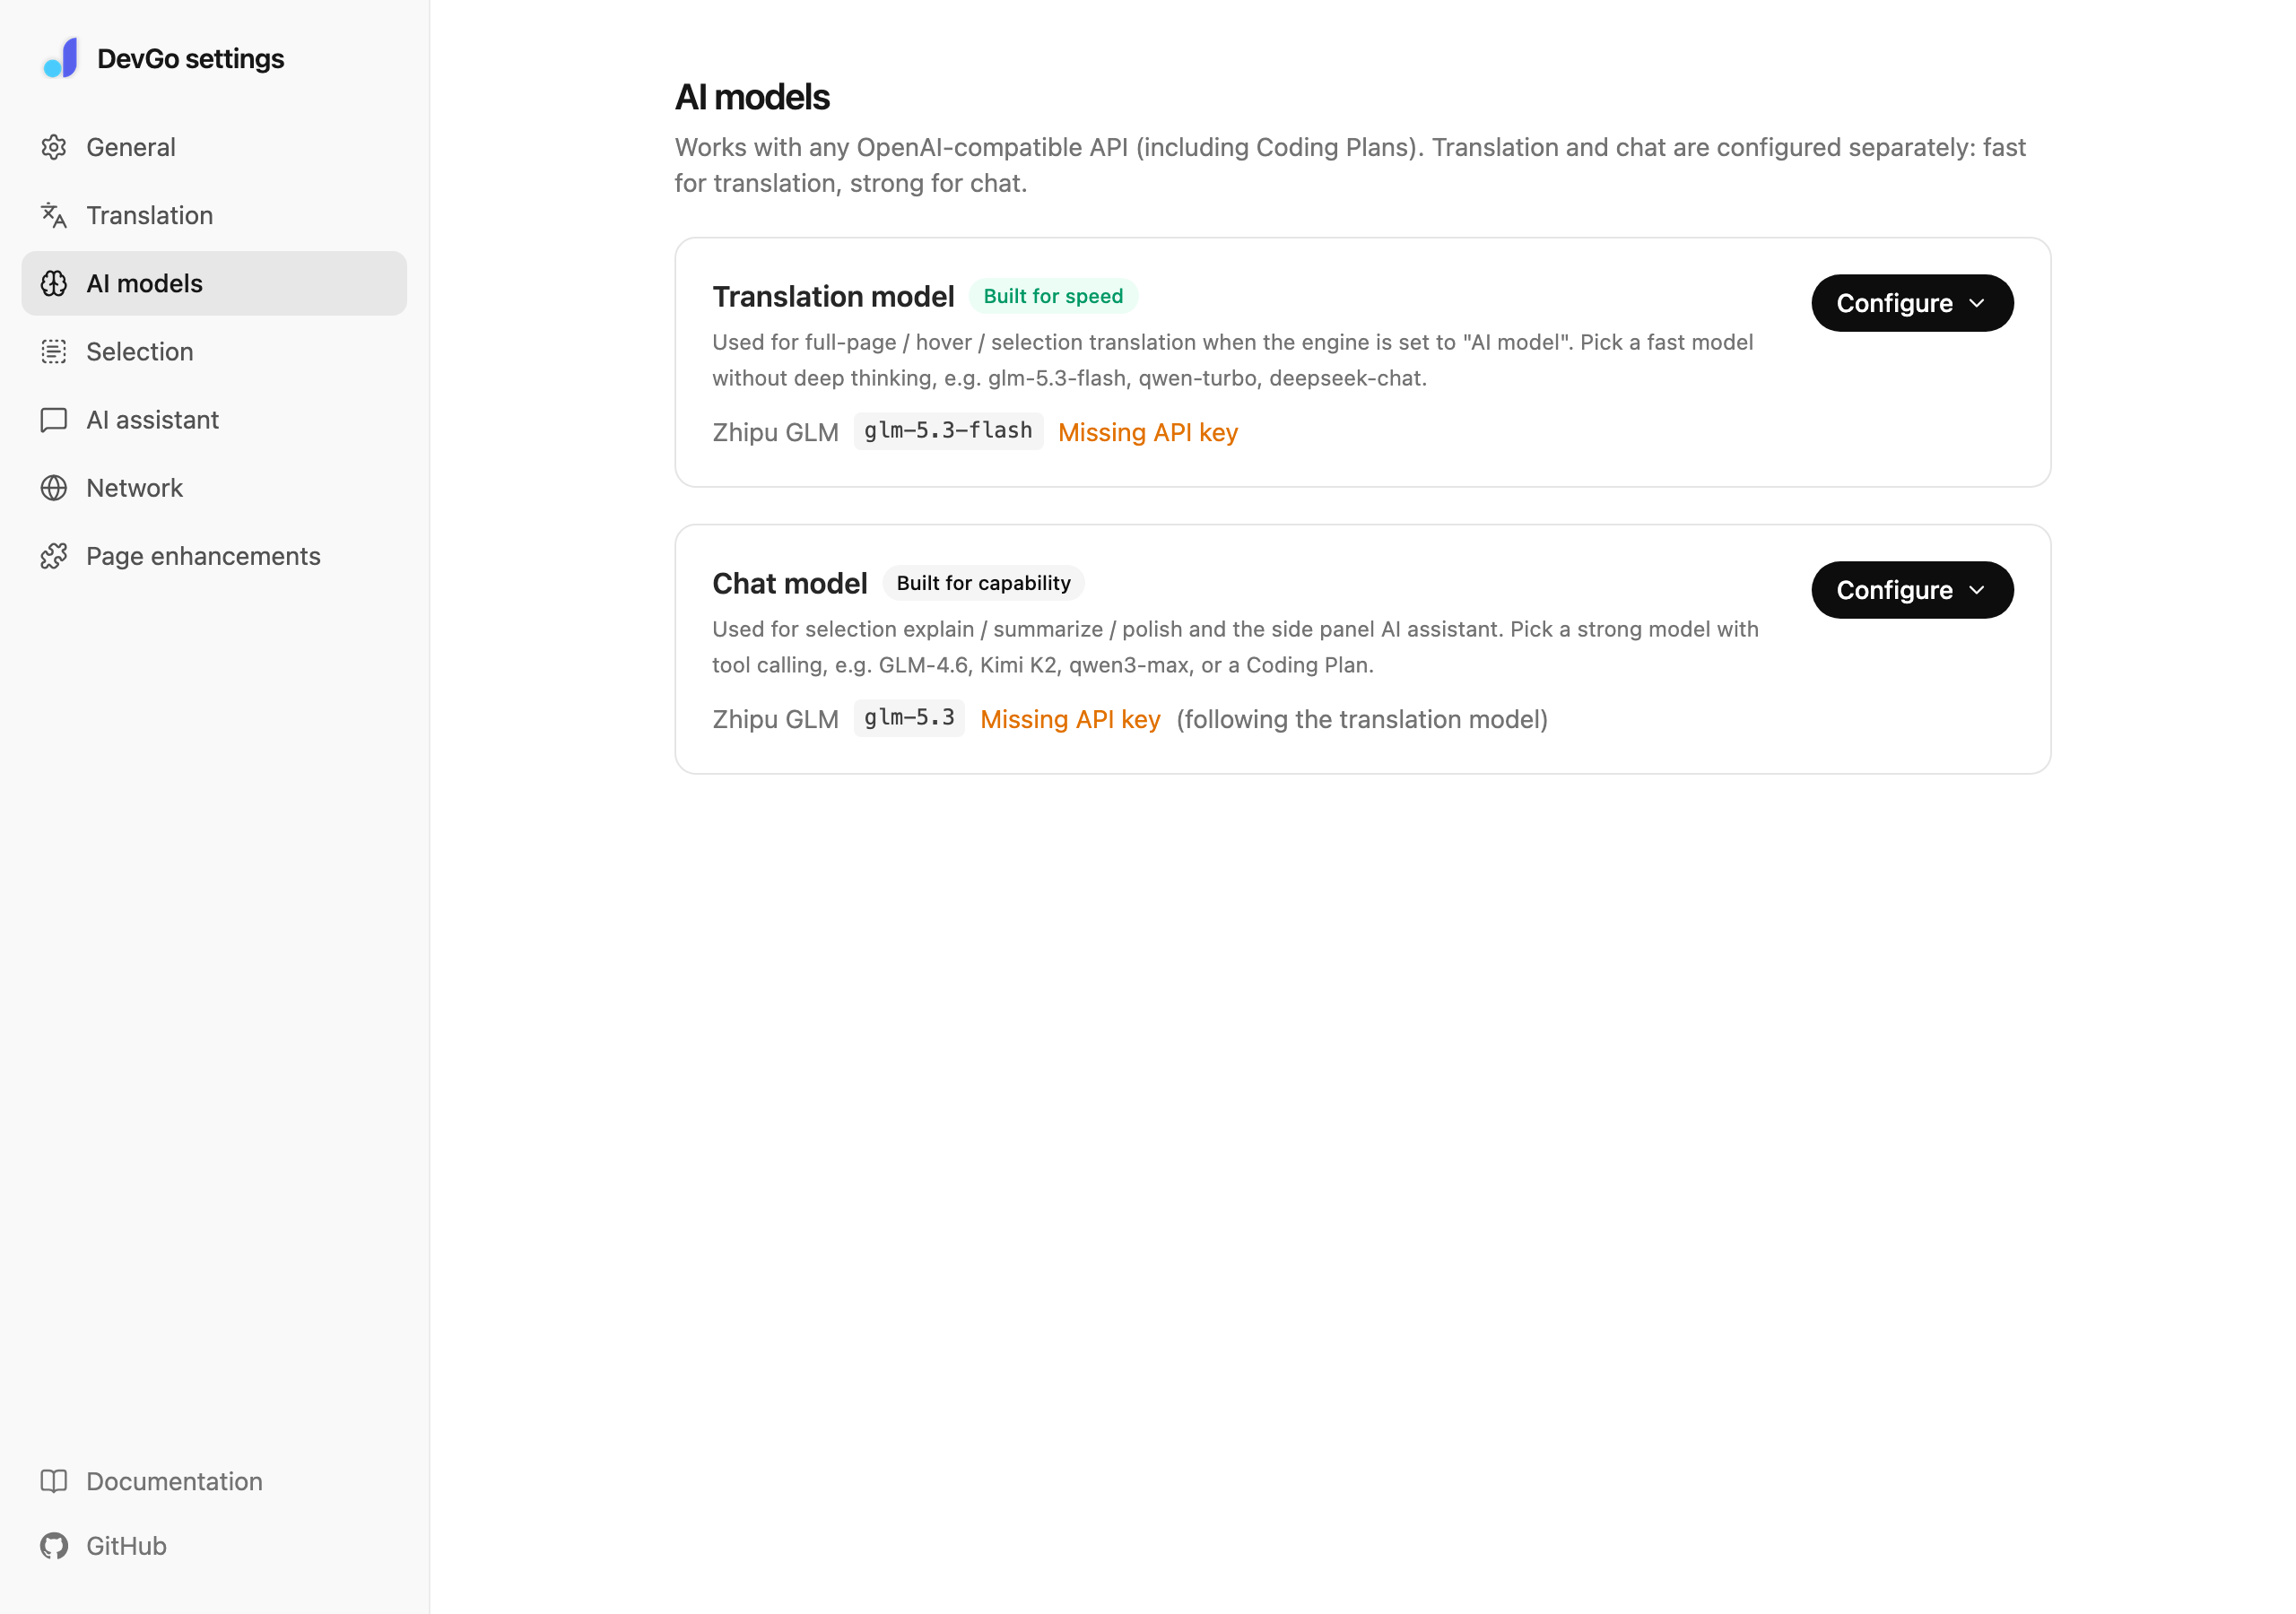 DevGo settings
General
Translation
AI models
Selection
AI assistant
Network
Page enhancements
Documentation
GitHub
AI models
Works with any OpenAI-compatible API (including Coding Plans). Translation and chat are configured separately: fast
for translation, strong for chat.
Translation model Built for speed
Configure
Used for full-page / hover / selection translation when the engine is set to "AI model". Pick a fast model
without deep thinking, e.g. glm-5.3-flash, qwen-turbo, deepseek-chat.
Zhipu GLM glm-5.3-flash Missing API key
Chat model Built for capability
Configure
Used for selection explain / summarize / polish and the side panel AI assistant. Pick a strong model with
tool calling, e.g. GLM-4.6, Kimi K2, qwen3-max, or a Coding Plan.
Zhipu GLM glm-5.3 Missing API key (following the translation model)